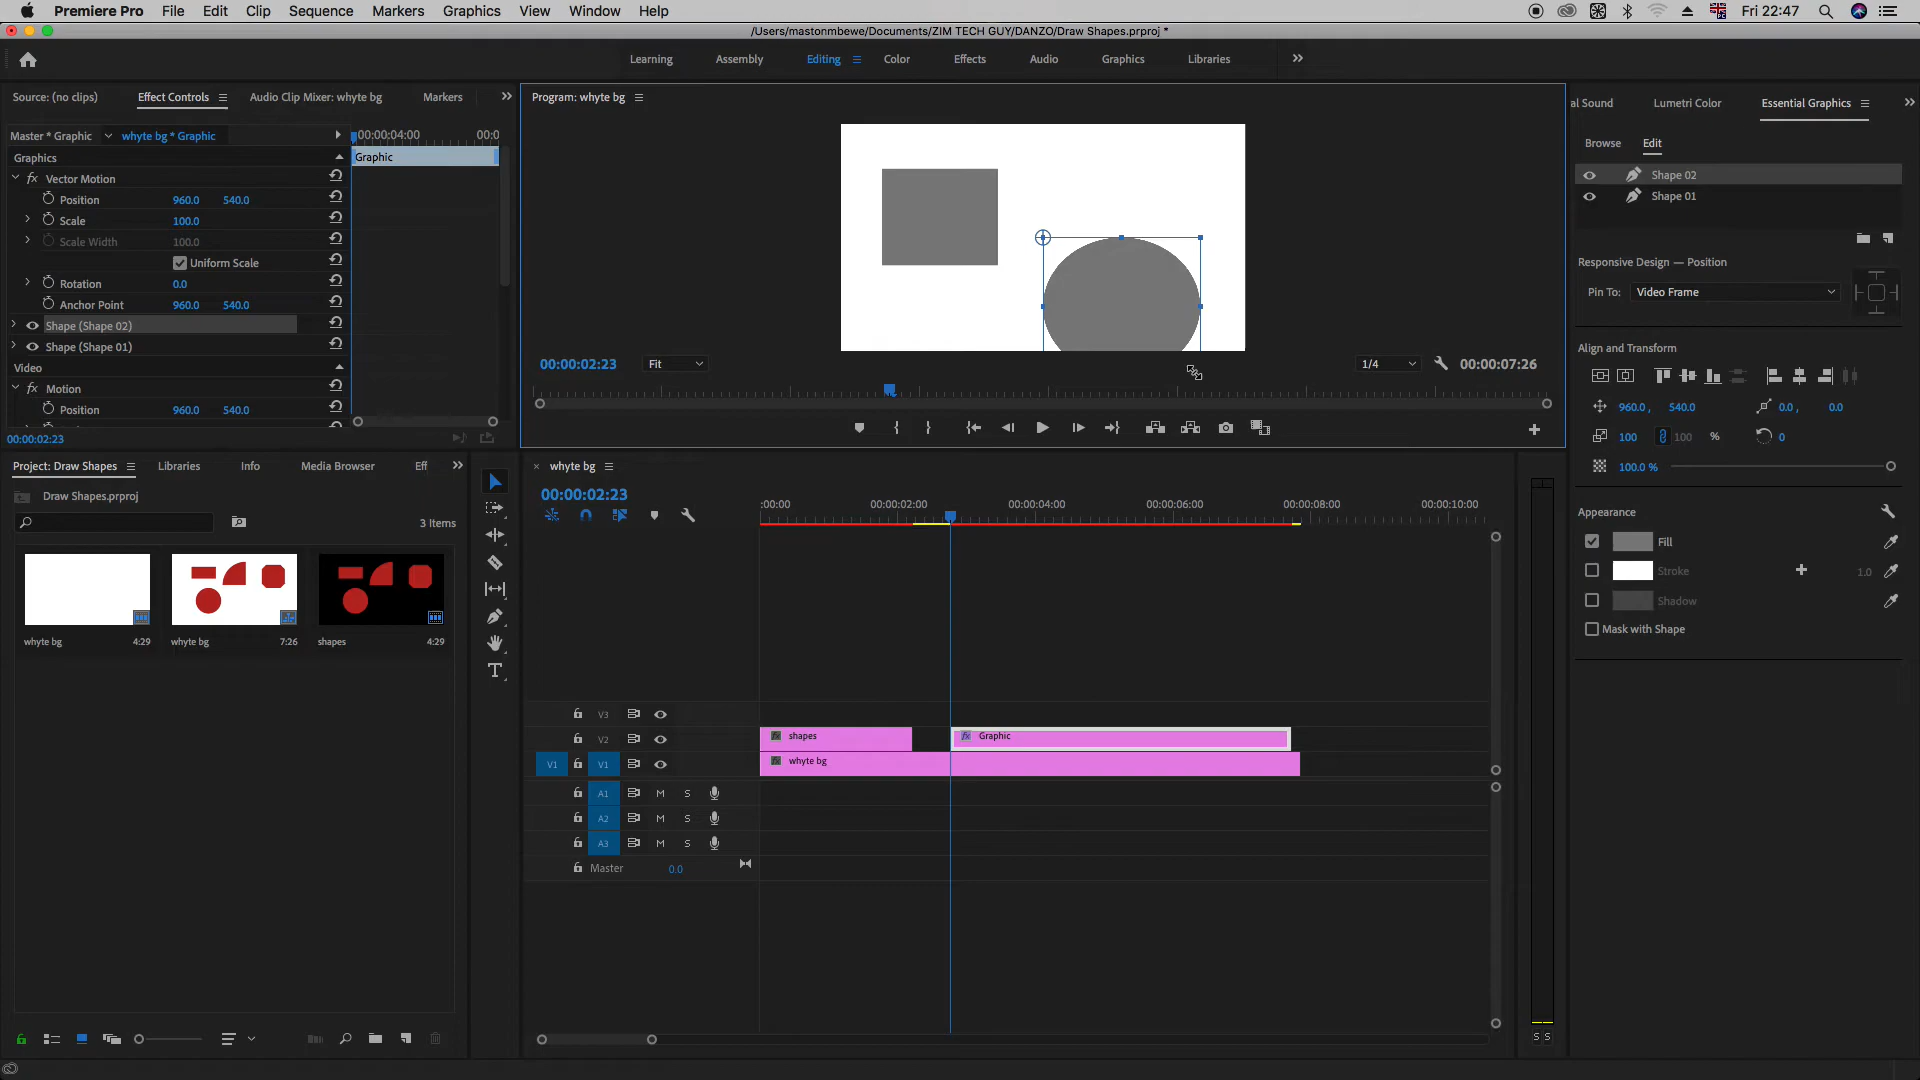 Premiere Pro File Edit Clip Sequence Markers Graphics View Window Help Fri 22:47
/Users/mastonmbewe/Documents/ZIM TECH GUY/DANZO/Draw Shapes.prproj *
Learning Assembly Editing Color Effects Audio Graphics Libraries
Source: (no clips) Effect Controls Audio Clip Mixer: whyte bg Markers
Program: whyte bg
al Sound Lumetri Color Essential Graphics
Master * Graphic whyte bg * Graphic 00:00:04:00 00:0
Browse Edit
Graphics Graphic
Vector Motion
Position 960.0 540.0
Scale 100.0
Scale Width 100.0
Uniform Scale
Rotation 0.0
Anchor Point 960.0 540.0
Shape (Shape 02)
Shape (Shape 01)
Video
Motion
Position 960.0 540.0
00:00:02:23
00:00:02:23 Fit 1/4 00:00:07:26
Shape 02
Shape 01
Responsive Design — Position
Pin To: Video Frame
Align and Transform
960.0 , 540.0 0.0 , 0.0
100 100 % 0
100.0 %
Appearance
Fill
Stroke 1.0
Shadow
Mask with Shape
Project: Draw Shapes Libraries Info Media Browser Eff
Draw Shapes.prproj
3 Items
whyte bg 4:29 whyte bg 7:26 shapes 4:29
T
whyte bg
00:00:02:23
:00:00 00:00:02:00 00:00:04:00 00:00:06:00 00:00:08:00 00:00:10:00
V3
V2 shapes Graphic
V1 V1 whyte bg
A1 M S
A2 M S
A3 M S
Master 0.0
S S